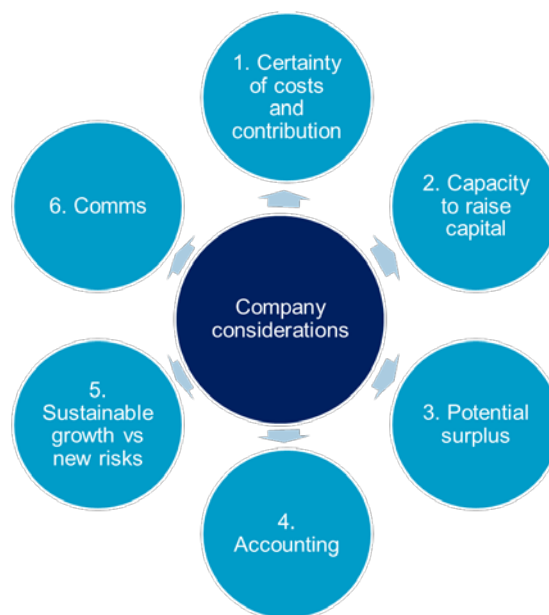 1. Certainty
of costs
and
contribution
2. Capacity
to raise
capital
3. Potential
surplus
4.
Accounting
5.
Sustainable
growth vs
new risks
6. Comms
Company
considerations